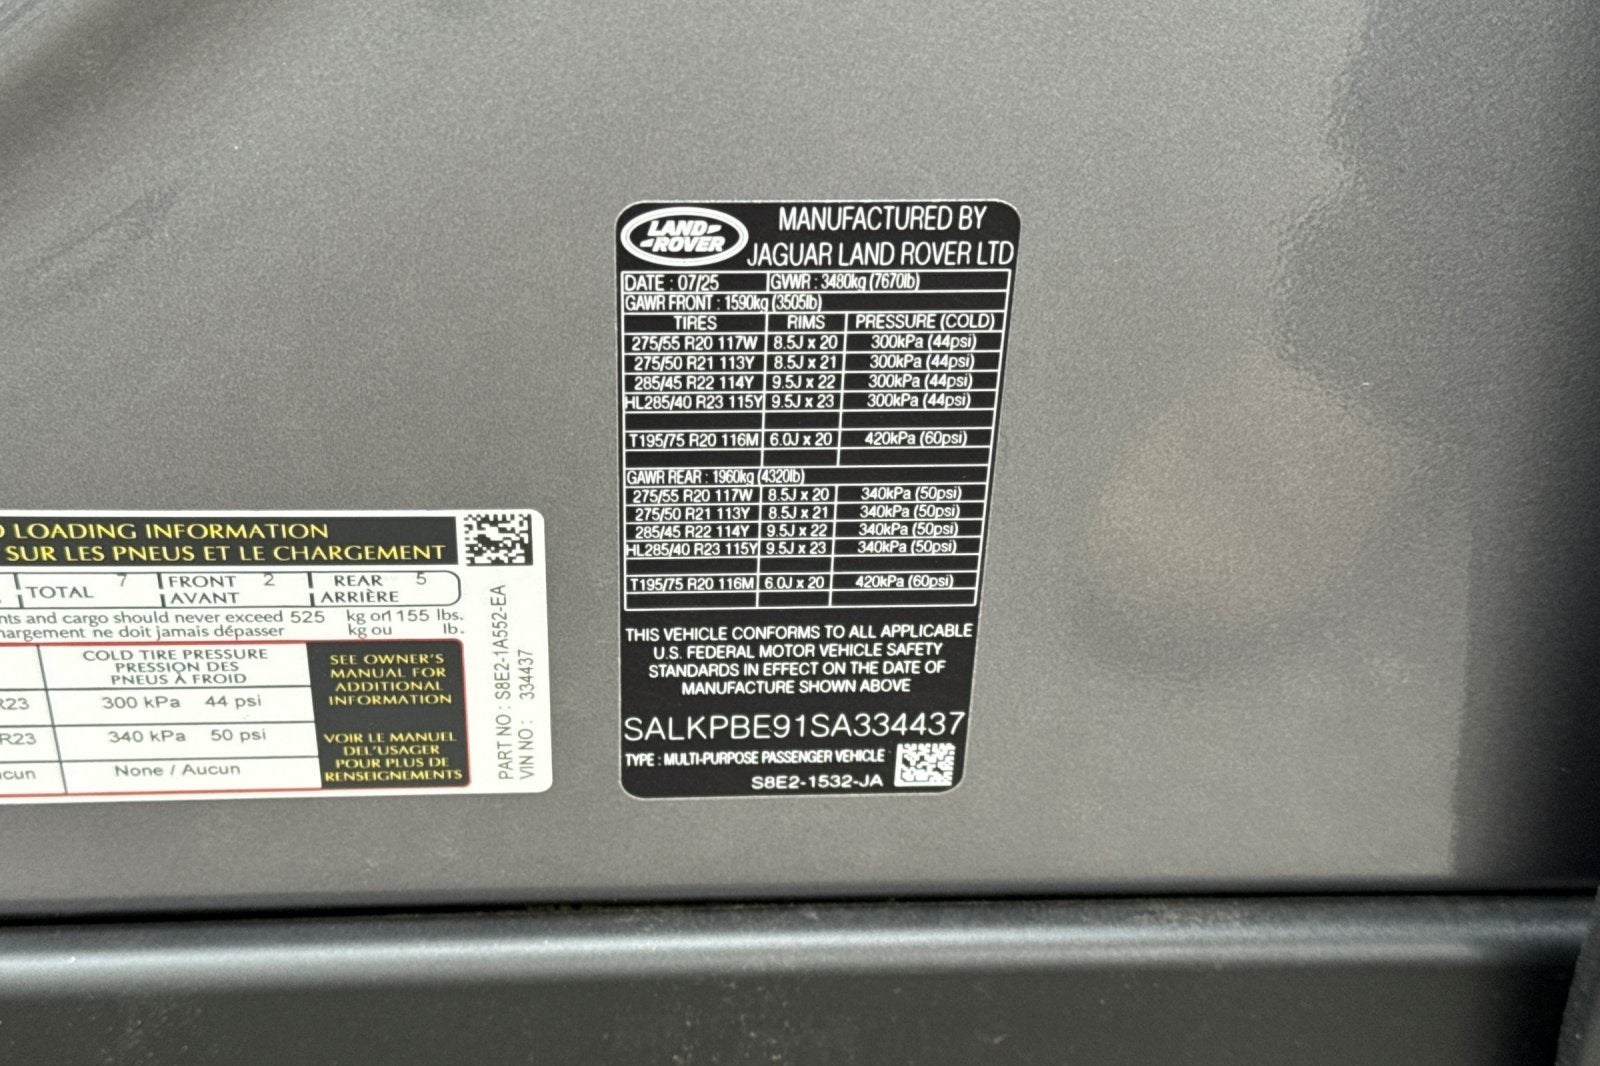 LAND ROVER
MANUFACTURED BY
JAGUAR LAND ROVER LTD
DATE : 07/25 GVWR : 3480kg (7670lb)
GAWR FRONT : 1590kg (3505lb)
TIRES RIMS PRESSURE (COLD)
275/55 R20 117W 8.5J x 20 300kPa (44psi)
275/50 R21 113Y 8.5J x 21 300kPa (44psi)
285/45 R22 114Y 9.5J x 22 300kPa (44psi)
HL285/40 R23 115Y 9.5J x 23 300kPa (44psi)
T195/75 R20 116M 6.0J x 20 420kPa (60psi)
GAWR REAR : 1960kg (4320lb)
275/55 R20 117W 8.5J x 20 340kPa (50psi)
275/50 R21 113Y 8.5J x 21 340kPa (50psi)
285/45 R22 114Y 9.5J x 22 340kPa (50psi)
HL285/40 R23 115Y 9.5J x 23 340kPa (50psi)
T195/75 R20 116M 6.0J x 20 420kPa (60psi)
THIS VEHICLE CONFORMS TO ALL APPLICABLE
U.S. FEDERAL MOTOR VEHICLE SAFETY
STANDARDS IN EFFECT ON THE DATE OF
MANUFACTURE SHOWN ABOVE
SALKPBE91SA334437
TYPE : MULTI-PURPOSE PASSENGER VEHICLE
S8E2-1532-JA
LOADING INFORMATION
SUR LES PNEUS ET LE CHARGEMENT
TOTAL 7 FRONT 2 REAR 5
AVANT ARRIÈRE
and cargo should never exceed 525 kg or 1155 lbs.
ne doit jamais dépasser kg ou lb.
COLD TIRE PRESSURE
PRESSION DES
PNEUS À FROID
R23 300 kPa 44 psi
R23 340 kPa 50 psi
None / Aucun
SEE OWNER'S
MANUAL FOR
ADDITIONAL
INFORMATION
VOIR LE MANUEL
DE L'USAGER
POUR PLUS DE
RENSEIGNEMENTS
PART NO : S8E2-1A552-EA
VIN NO : 334437